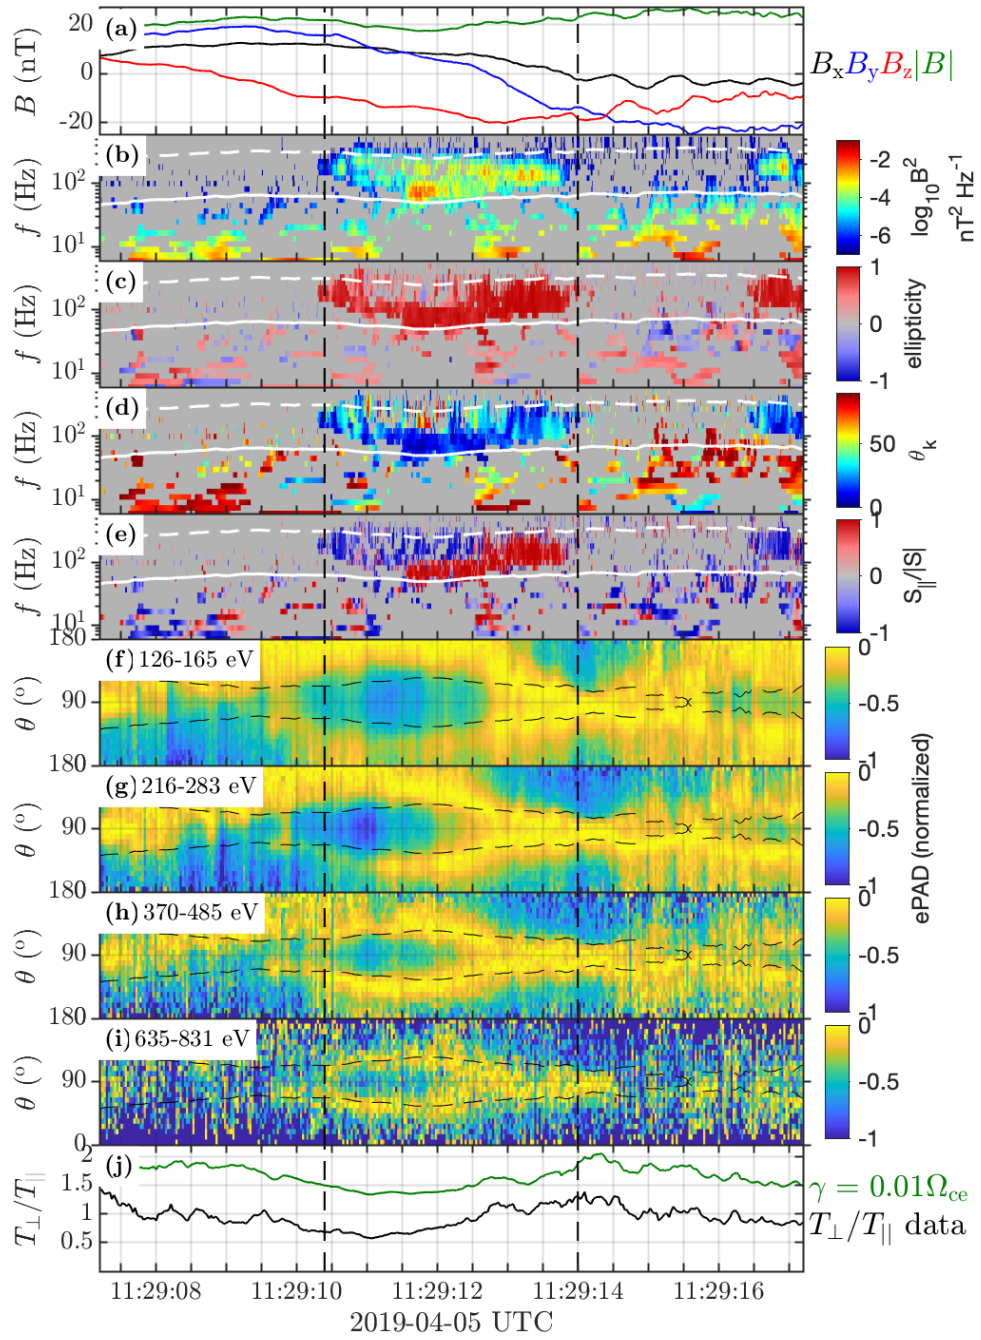 (a)
20
0
-20
B (nT)
BxByBz|B|
(b)
10²
10¹
f (Hz)
-2
-4
-6
log₁₀B²
nT² Hz⁻¹
(c)
10²
10¹
f (Hz)
1
0
-1
ellipticity
(d)
10²
10¹
f (Hz)
50
0
θk
(e)
10²
10¹
f (Hz)
1
0
-1
S||/|S|
180
(f) 126-165 eV
90
180
θ (°)
0
-0.5
-1
(g) 216-283 eV
90
180
θ (°)
0
-0.5
-1
ePAD (normalized)
(h) 370-485 eV
90
180
θ (°)
0
-0.5
-1
(i) 635-831 eV
90
0
θ (°)
0
-0.5
-1
(j)
2
1.5
1
0.5
T⊥/T||
γ = 0.01Ωce
T⊥/T|| data
11:29:08 11:29:10 11:29:12 11:29:14 11:29:16
2019-04-05 UTC